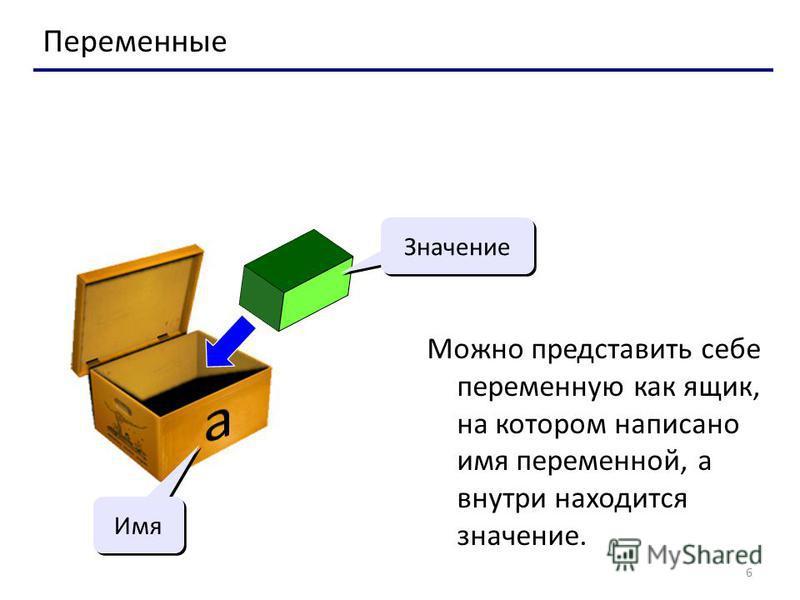 Переменные
Значение
Можно представить себе
переменную как ящик,
на котором написано
имя переменной, а
внутри находится
значение.
a
Имя
MyShared
6